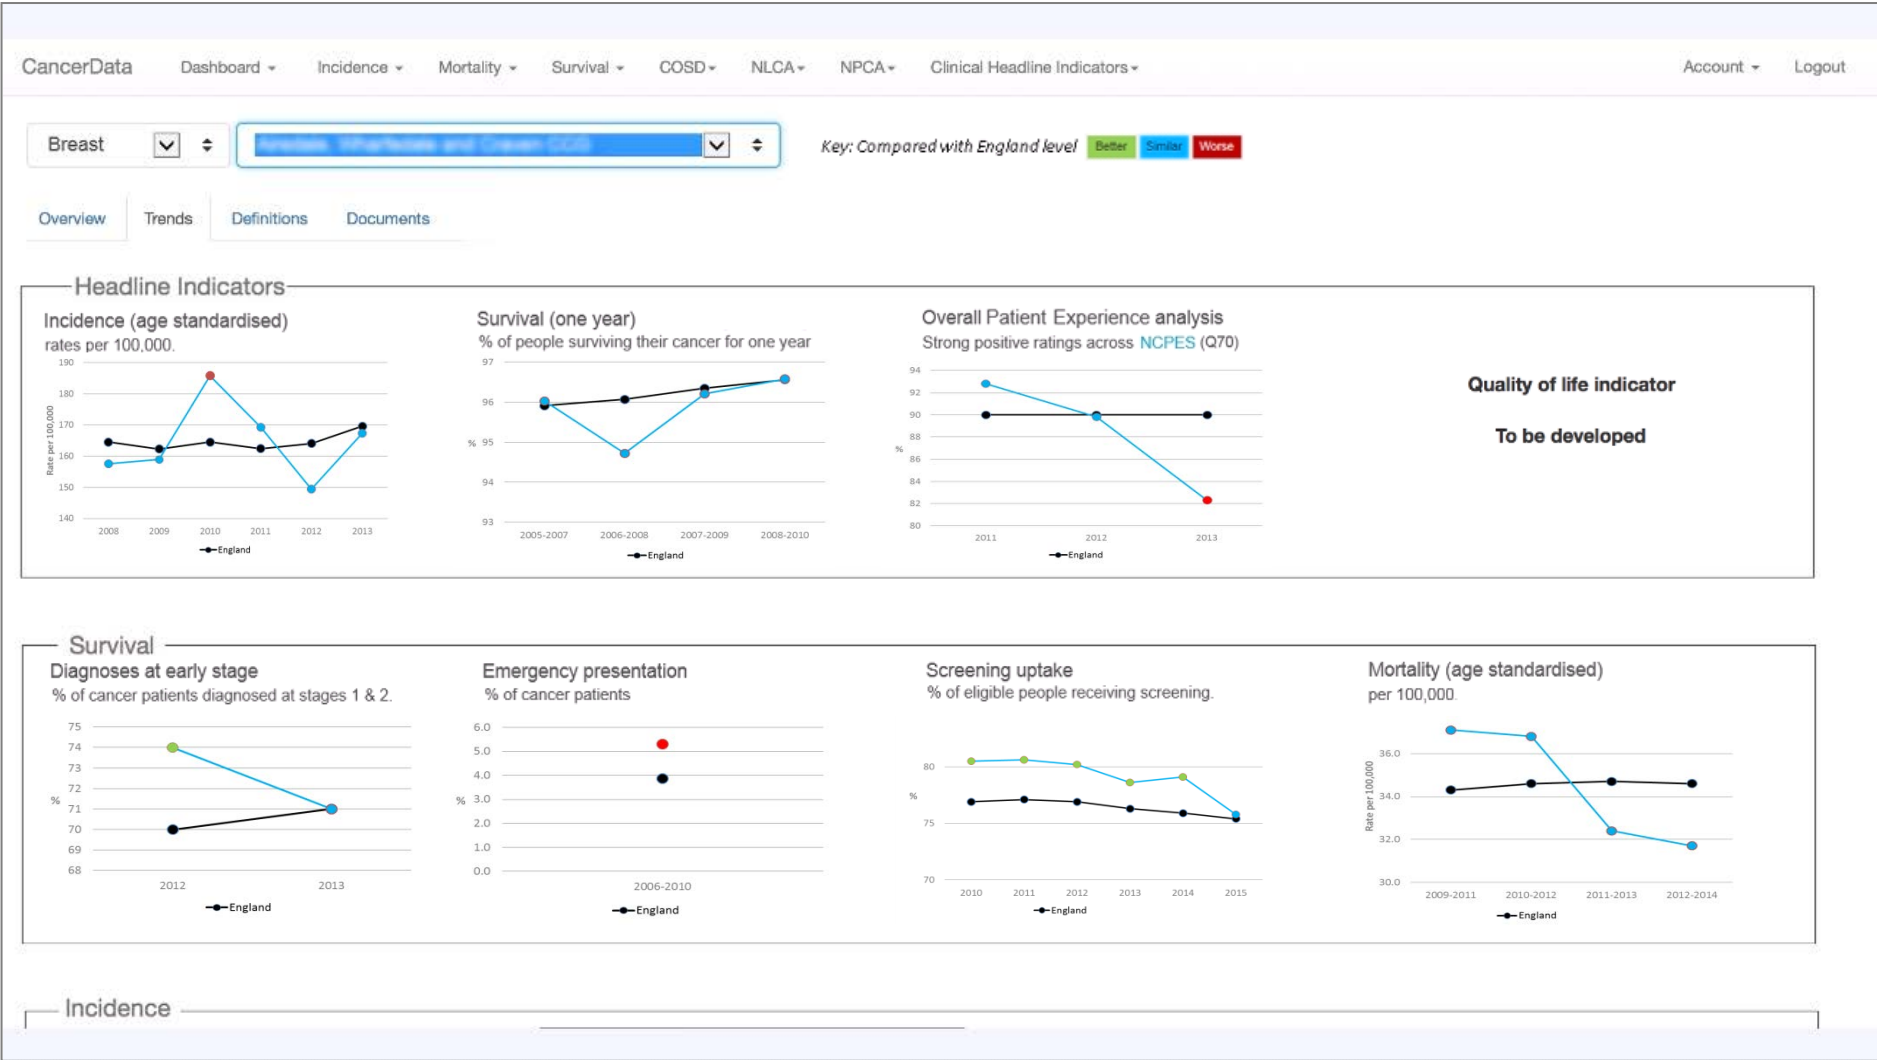 CancerData Dashboard Incidence Mortality Survival COSD NLCA NPCA Clinical Headline Indicators Account Logout
Breast
Airedale, Wharfedale and Craven CCG
Key: Compared with England level Better Similar Worse
Overview Trends Definitions Documents
Headline Indicators
Incidence (age standardised)
rates per 100,000.
190
180
170
160
150
140
Rate per 100,000
2008 2009 2010 2011 2012 2013
England
Survival (one year)
% of people surviving their cancer for one year
97
96
95
94
93
%
2005-2007 2006-2008 2007-2009 2008-2010
England
Overall Patient Experience analysis
Strong positive ratings across NCPES (Q70)
94
92
90
88
86
84
82
80
%
2011 2012 2013
England
Quality of life indicator
To be developed
Survival
Diagnoses at early stage
% of cancer patients diagnosed at stages 1 & 2.
75
74
73
72
71
70
69
68
%
2012 2013
England
Emergency presentation
% of cancer patients
6.0
5.0
4.0
3.0
2.0
1.0
0.0
%
2006-2010
England
Screening uptake
% of eligible people receiving screening.
80
75
70
%
2010 2011 2012 2013 2014 2015
England
Mortality (age standardised)
per 100,000.
36.0
34.0
32.0
30.0
Rate per 100,000
2009-2011 2010-2012 2011-2013 2012-2014
England
Incidence